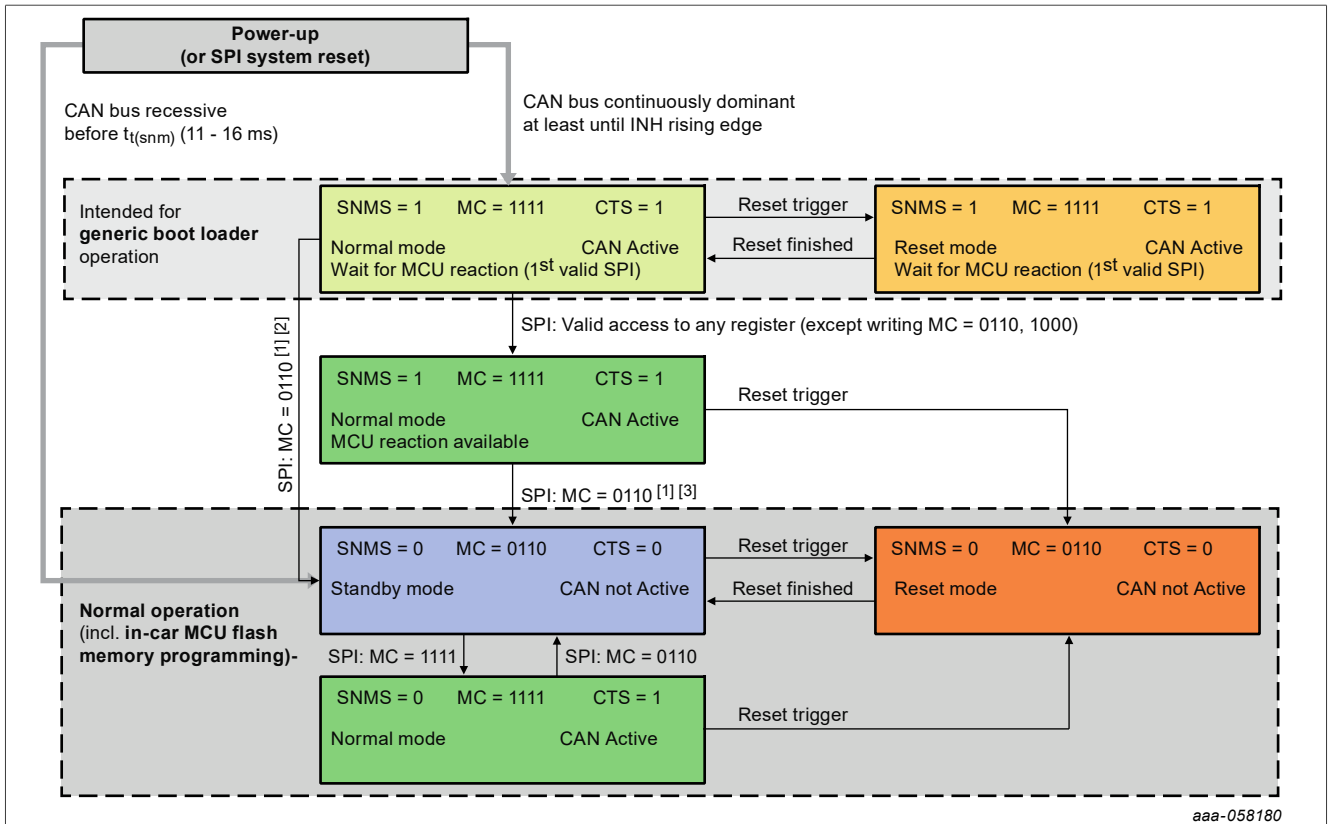 Power-up
(or SPI system reset)
CAN bus recessive
before tt(snm) (11 - 16 ms)
CAN bus continuously dominant
at least until INH rising edge
Intended for
generic boot loader
operation
SNMS = 1 MC = 1111 CTS = 1
Normal mode CAN Active
Wait for MCU reaction (1st valid SPI)
Reset trigger
Reset finished
SNMS = 1 MC = 1111 CTS = 1
Reset mode CAN Active
Wait for MCU reaction (1st valid SPI)
SPI: MC = 0110 [1] [2]
SPI: Valid access to any register (except writing MC = 0110, 1000)
SNMS = 1 MC = 1111 CTS = 1
Normal mode CAN Active
MCU reaction available
Reset trigger
SPI: MC = 0110 [1] [3]
SNMS = 0 MC = 0110 CTS = 0
Standby mode CAN not Active
Reset trigger
Reset finished
SNMS = 0 MC = 0110 CTS = 0
Reset mode CAN not Active
Normal operation
(incl. in-car MCU flash
memory programming)-
SPI: MC = 1111
SPI: MC = 0110
SNMS = 0 MC = 1111 CTS = 1
Normal mode CAN Active
Reset trigger
aaa-058180